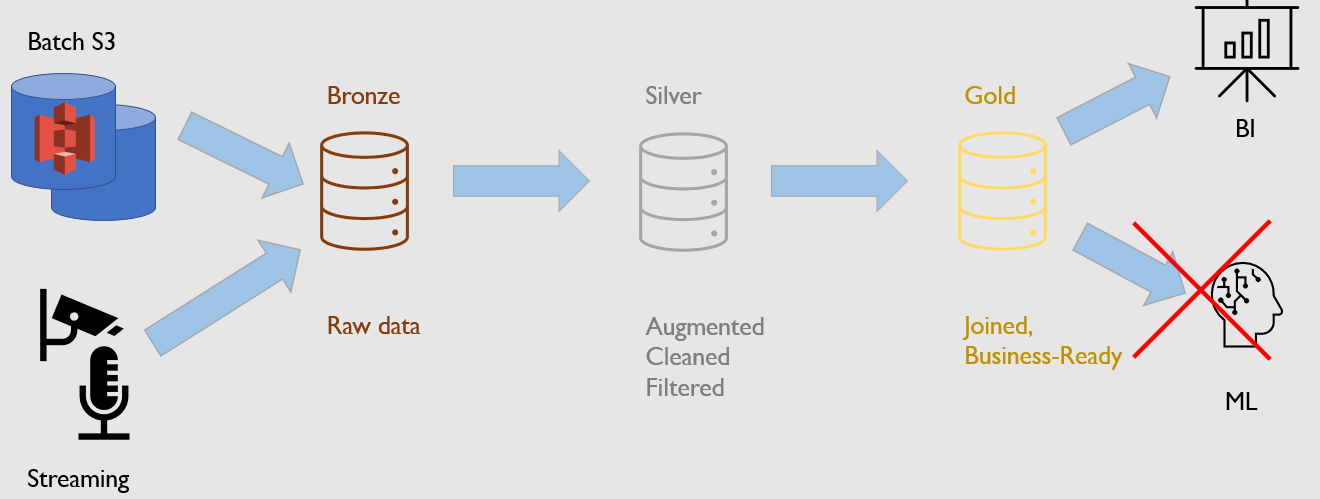 Batch S3
Streaming
Bronze
Raw data
Silver
Augmented
Cleaned
Filtered
Gold
Joined,
Business-Ready
BI
ML